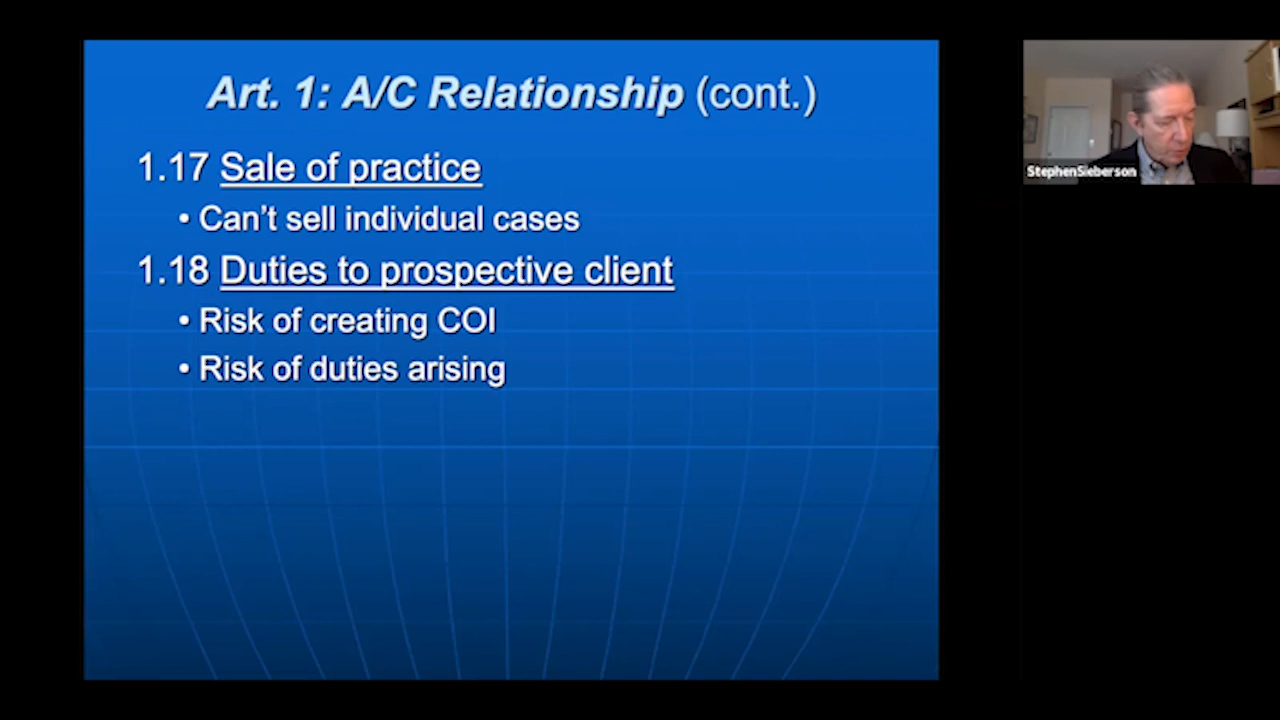 Art. 1: A/C Relationship (cont.)
1.17 Sale of practice
• Can't sell individual cases
1.18 Duties to prospective client
• Risk of creating COI
• Risk of duties arising
StephenSieberson